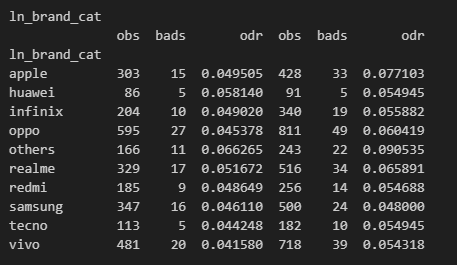 ln_brand_cat
obs bads odr obs bads odr
ln_brand_cat
apple 303 15 0.049505 428 33 0.077103
huawei 86 5 0.058140 91 5 0.054945
infinix 204 10 0.049020 340 19 0.055882
oppo 595 27 0.045378 811 49 0.060419
others 166 11 0.066265 243 22 0.090535
realme 329 17 0.051672 516 34 0.065891
redmi 185 9 0.048649 256 14 0.054688
samsung 347 16 0.046110 500 24 0.048000
tecno 113 5 0.044248 182 10 0.054945
vivo 481 20 0.041580 718 39 0.054318